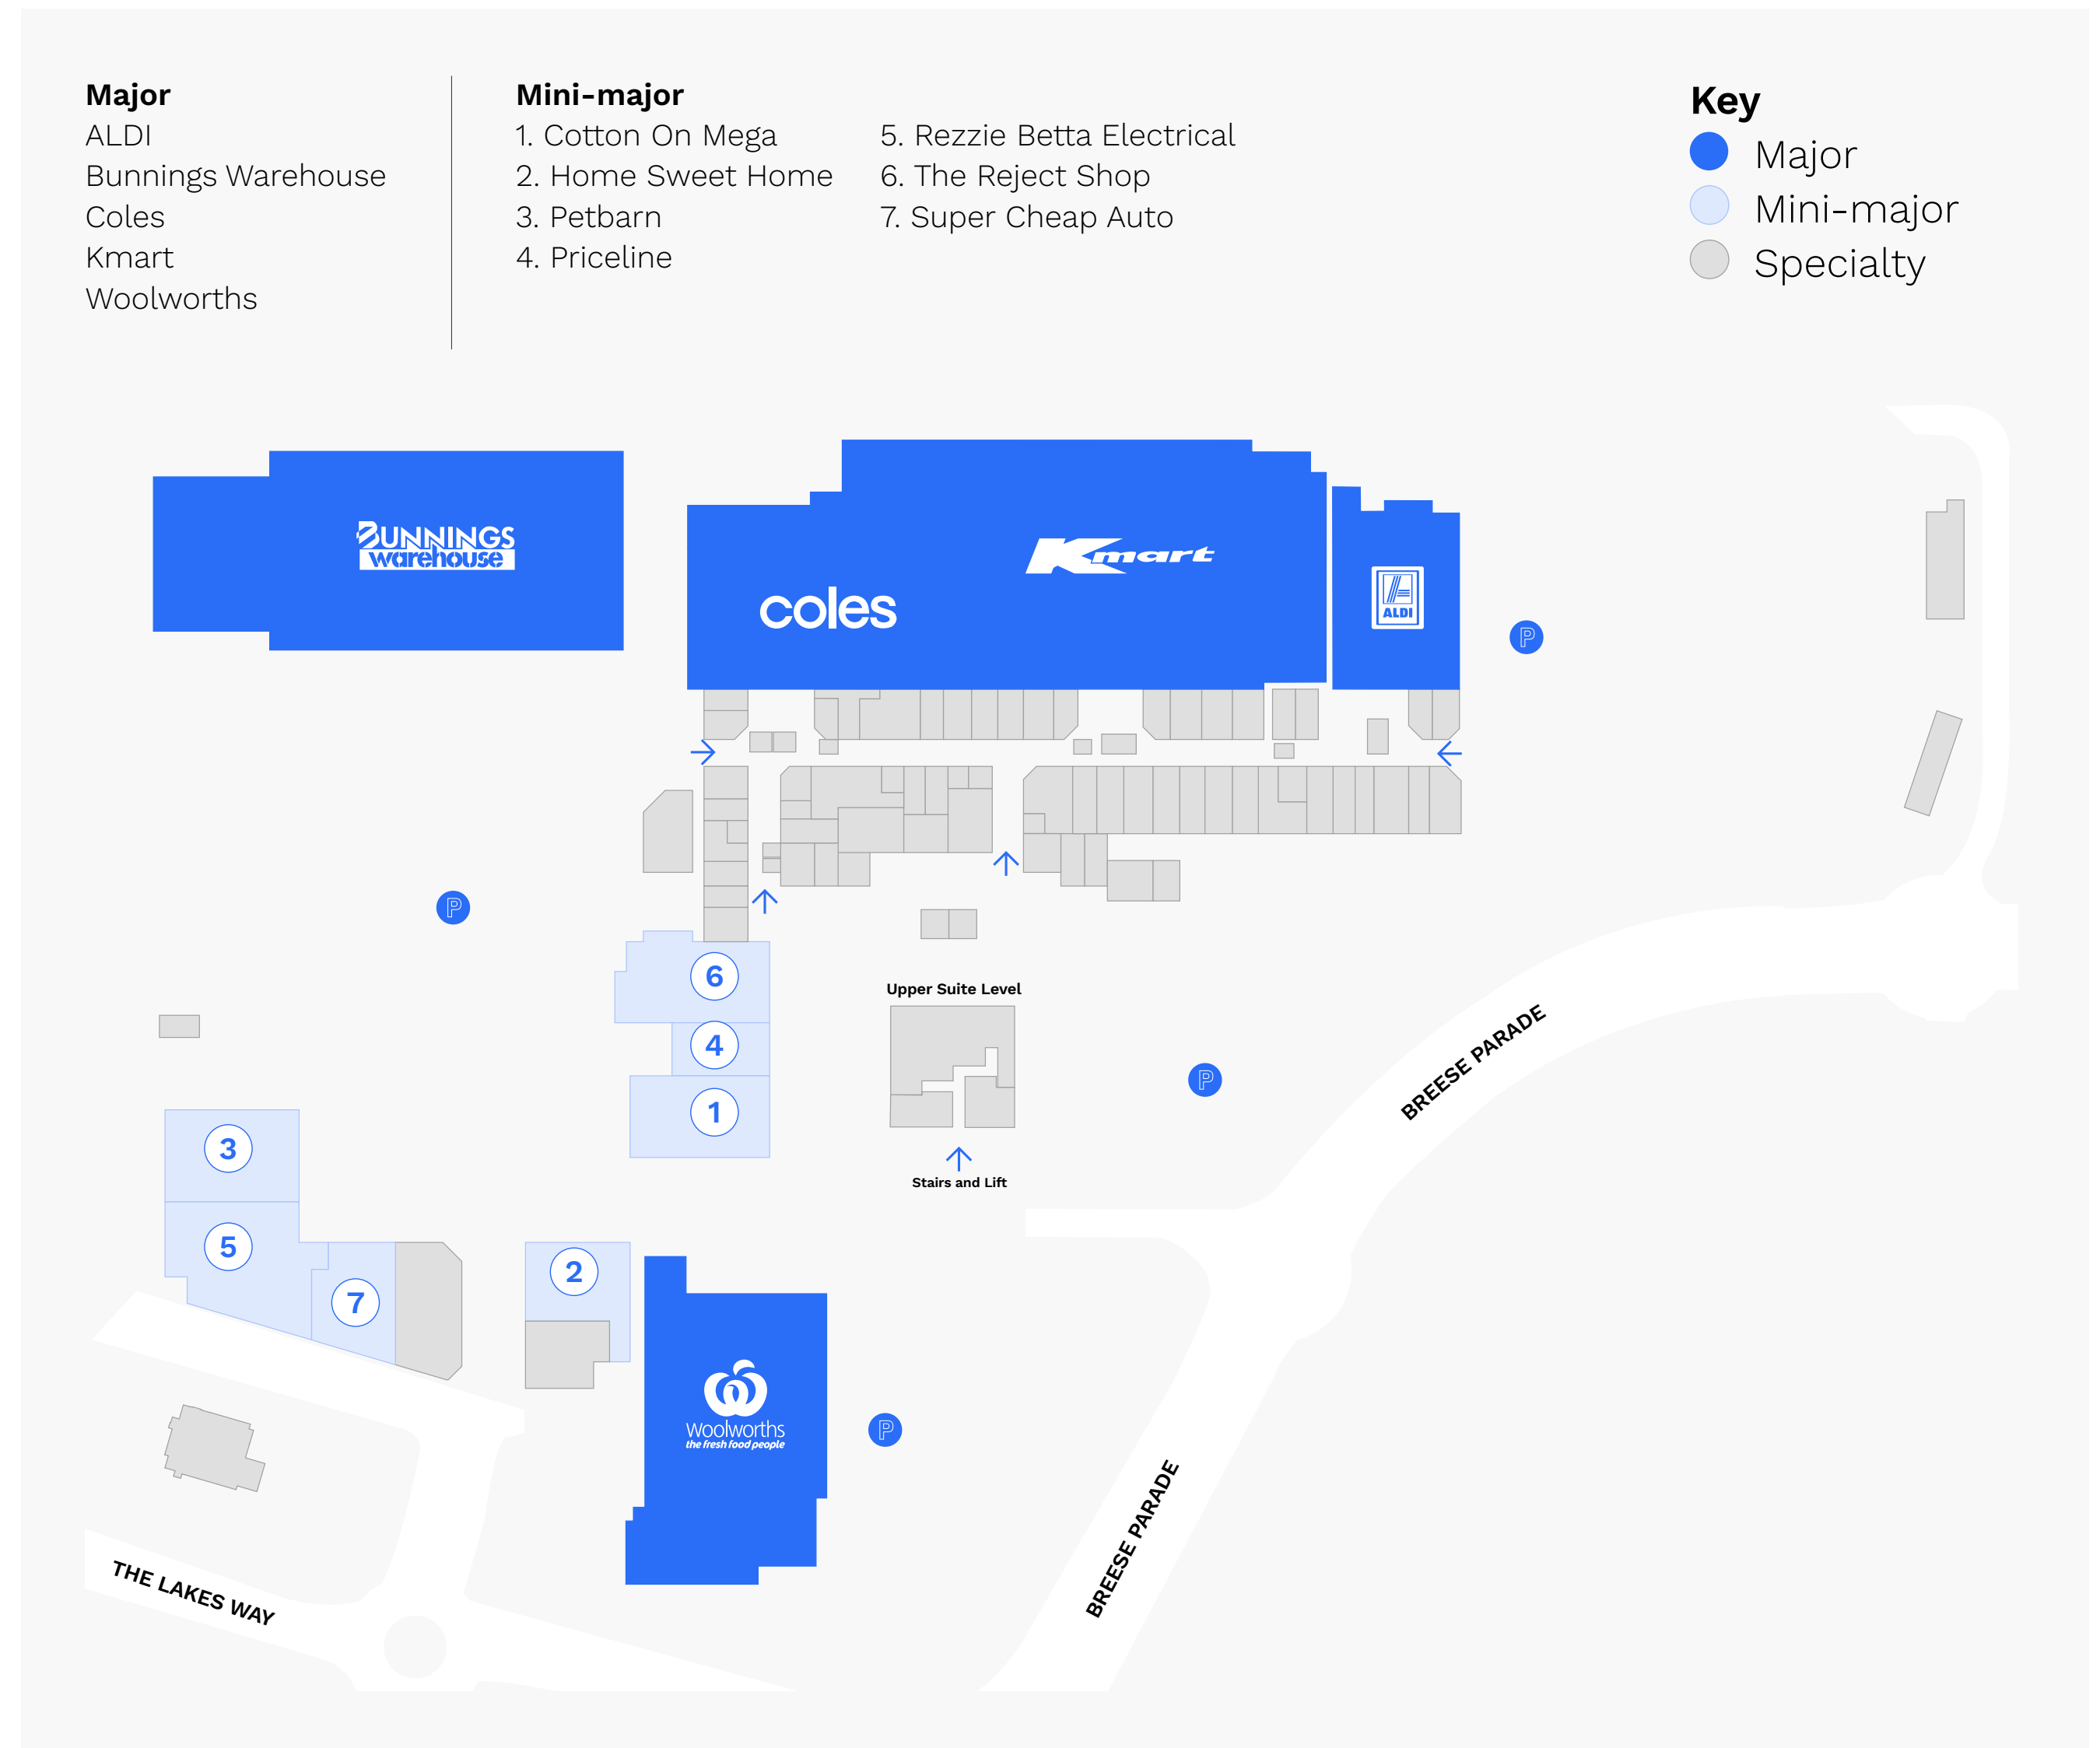 Major
ALDI
Bunnings Warehouse
Coles
Kmart
Woolworths
Mini-major
1. Cotton On Mega
2. Home Sweet Home
3. Petbarn
4. Priceline
5. Rezzie Betta Electrical
6. The Reject Shop
7. Super Cheap Auto
Key
Major
Mini-major
Specialty
BUNNINGS
warehouse
Kmart
coles
ALDI
P
P
6
Upper Suite Level
4
P
1
3
Stairs and Lift
5
2
7
BREESE PARADE
Woolworths
the fresh food people
P
BREESE PARADE
THE LAKES WAY